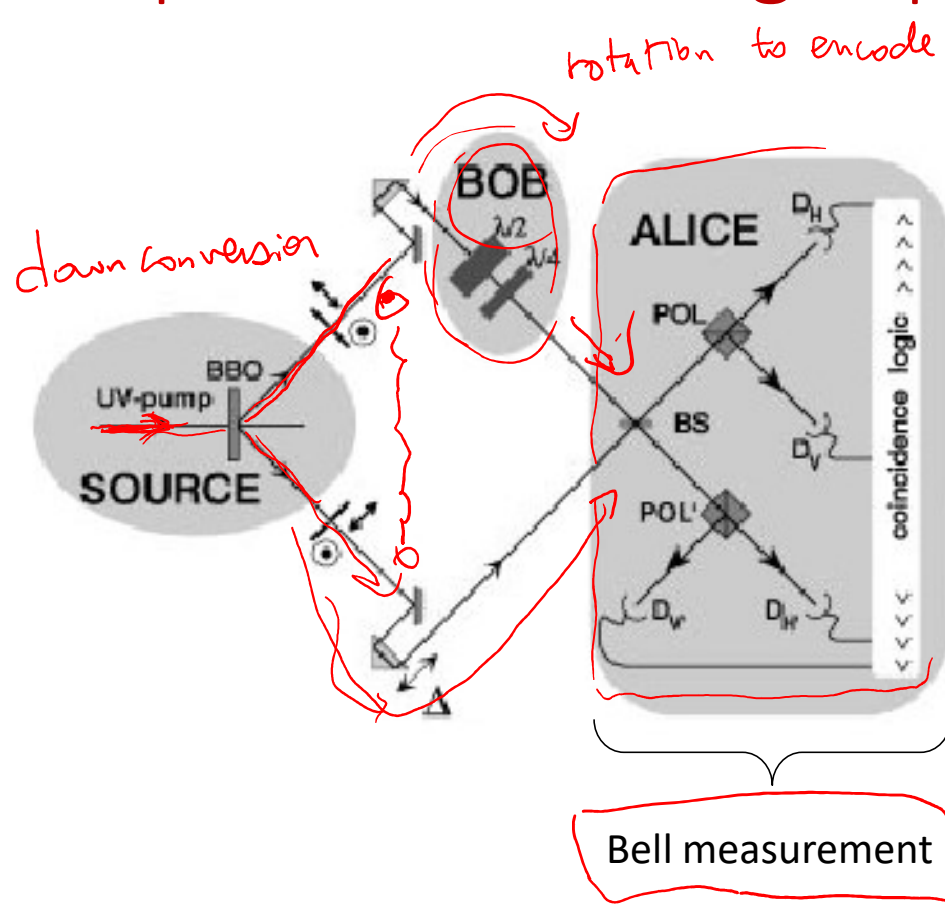 rotation to encode
BOB
λ/2
λ/4
ALICE
D_H
down conversion
POL
BBO
UV-pump
BS
D_V
SOURCE
POL'
coincidence logic
D_V'
D_H'
Δ
Bell measurement